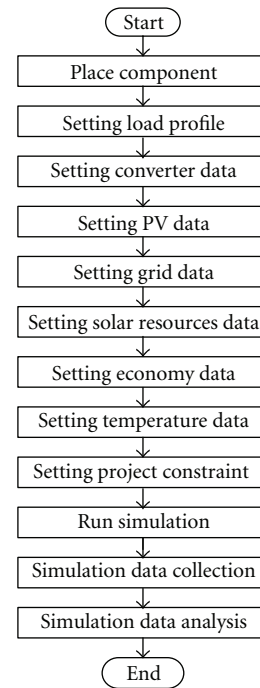 Start
Place component
Setting load profile
Setting converter data
Setting PV data
Setting grid data
Setting solar resources data
Setting economy data
Setting temperature data
Setting project constraint
Run simulation
Simulation data collection
Simulation data analysis
End